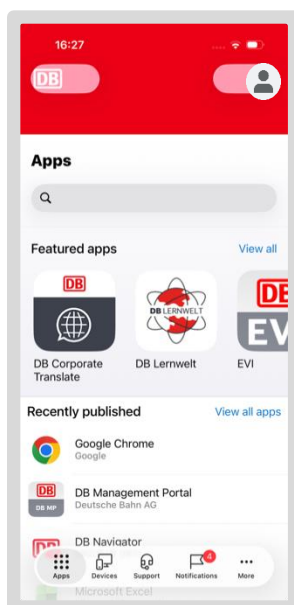 16:27
DB
Apps
Featured apps
View all
DB
DB LERNWELT
DB
EV
DB Corporate
Translate
DB Lernwelt
EVI
Recently published
View all apps
Google Chrome
Google
DB
DB MP
DB Management Portal
Deutsche Bahn AG
DB
DB Navigator
4
Apps
Devices
Support
Notifications
More
Microsoft Excel